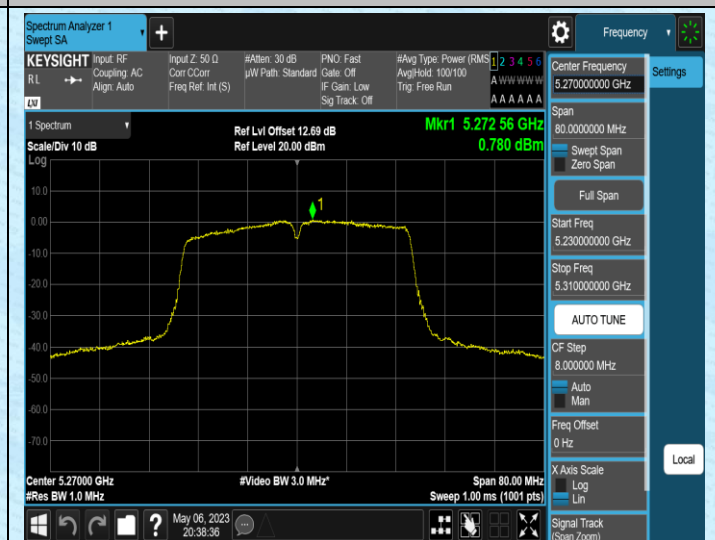 Spectrum Analyzer 1
Swept SA
+
Frequency
KEYSIGHT
RL
LXI
Input: RF
Coupling: AC
Align: Auto
Input Z: 50 Ω
Corr CCorr
Freq Ref: Int (S)
#Atten: 30 dB
µW Path: Standard
PNO: Fast
Gate: Off
IF Gain: Low
Sig Track: Off
#Avg Type: Power (RMS
Avg|Hold: 100/100
Trig: Free Run
1 2 3 4 5 6
A W W W W W
A A A A A A
1 Spectrum
Scale/Div 10 dB
Log
Ref Lvl Offset 12.69 dB
Ref Level 20.00 dBm
Mkr1 5.272 56 GHz
0.780 dBm
10.0
0.00
-10.0
-20.0
-30.0
-40.0
-50.0
-60.0
-70.0
1
Center 5.27000 GHz
#Res BW 1.0 MHz
#Video BW 3.0 MHz*
Span 80.00 MHz
Sweep 1.00 ms (1001 pts)
Center Frequency
5.270000000 GHz
Span
80.0000000 MHz
Swept Span
Zero Span
Full Span
Start Freq
5.230000000 GHz
Stop Freq
5.310000000 GHz
AUTO TUNE
CF Step
8.000000 MHz
Auto
Man
Freq Offset
0 Hz
X Axis Scale
Log
Lin
Signal Track
(Span Zoom)
Settings
Local
?
May 06, 2023
20:38:36